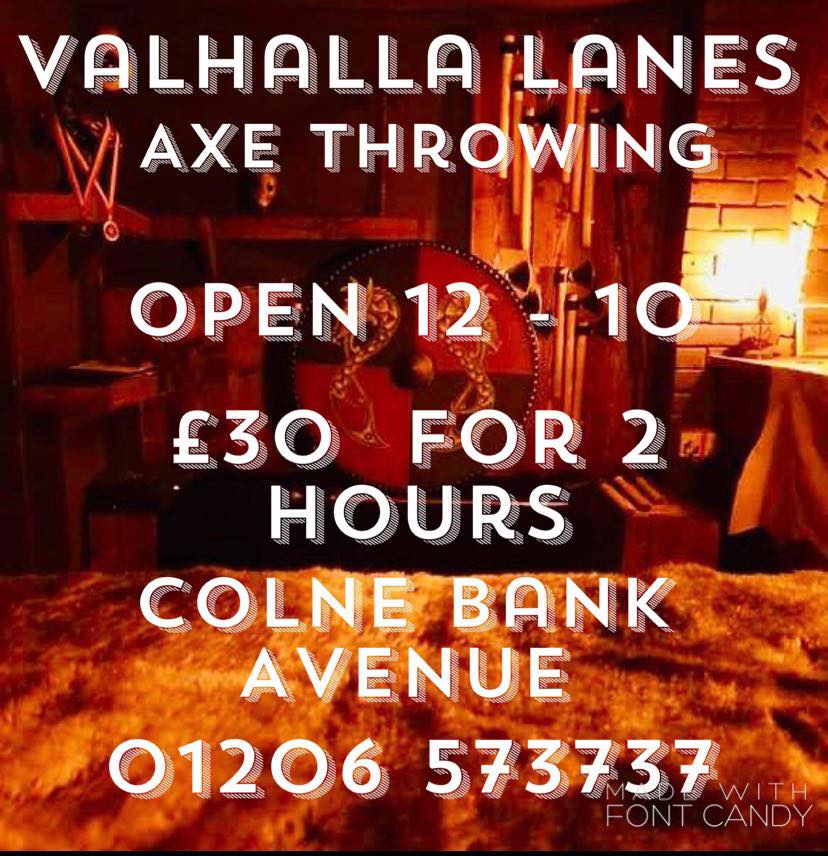 VALHALLA LANES
AXE THROWING
OPEN 12 - 10
£30 FOR 2
HOURS
COLNE BANK
AVENUE
01206 573737
MADE WITH
FONT CANDY